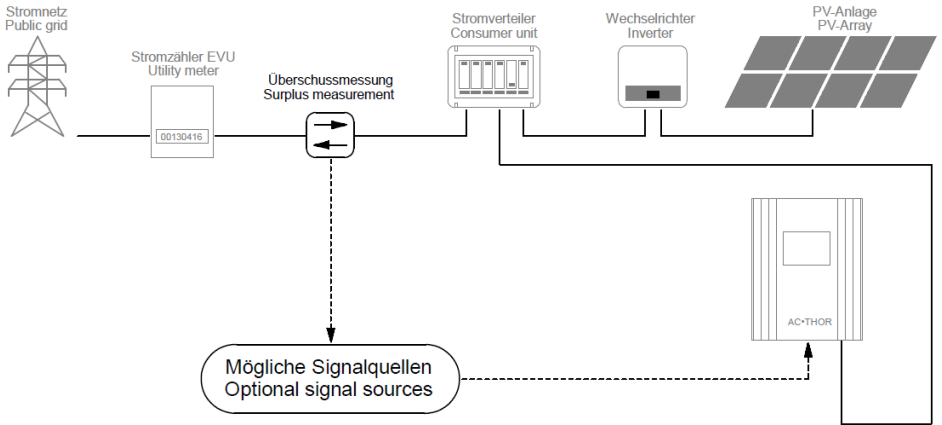 Stromnetz
Public grid
Stromzähler EVU
Utility meter
00130416
Überschussmessung
Surplus measurement
Stromverteiler
Consumer unit
Wechselrichter
Inverter
PV-Anlage
PV-Array
AC•THOR
Mögliche Signalquellen
Optional signal sources